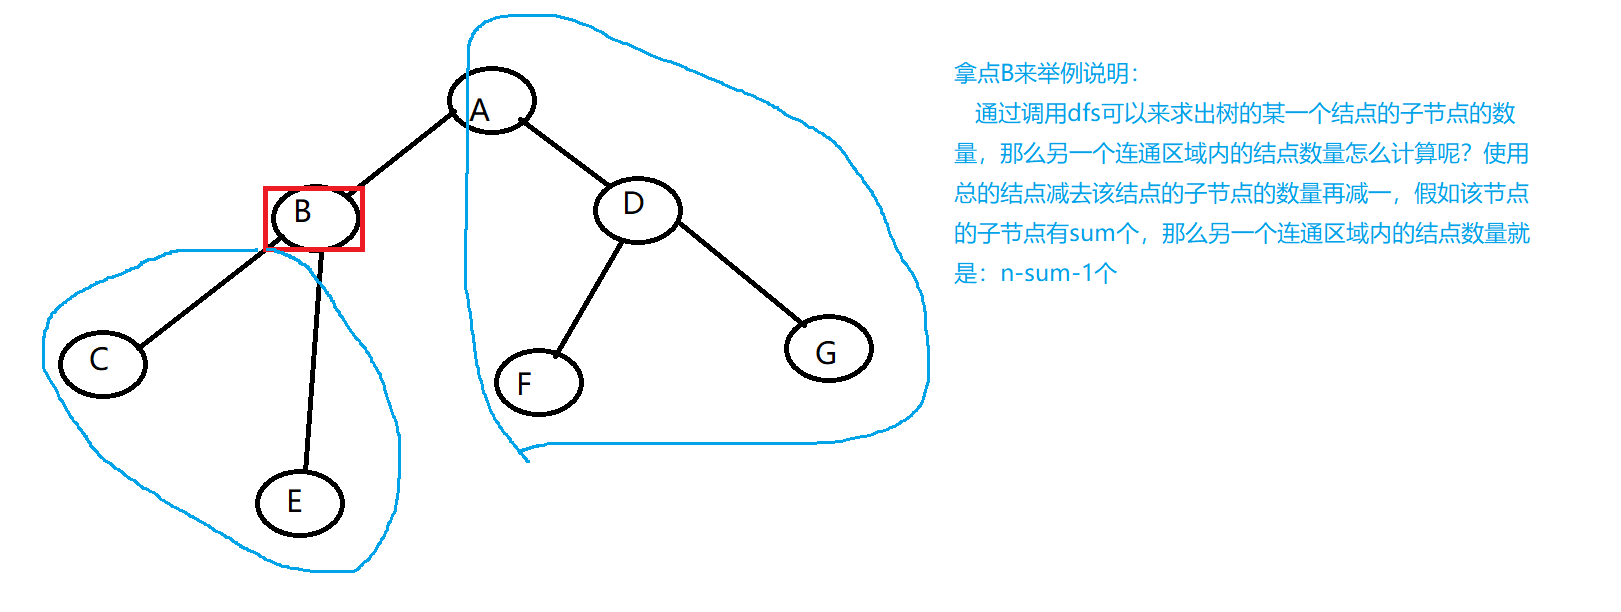 A
B
D
C
F
G
E
拿点B来举例说明：
通过调用dfs可以来求出树的某一个结点的子节点的数
量，那么另一个连通区域内的结点数量怎么计算呢？使用
总的结点减去该结点的子节点的数量再减一，假如该节点
的子节点有sum个，那么另一个连通区域内的结点数量就
是：n-sum-1个